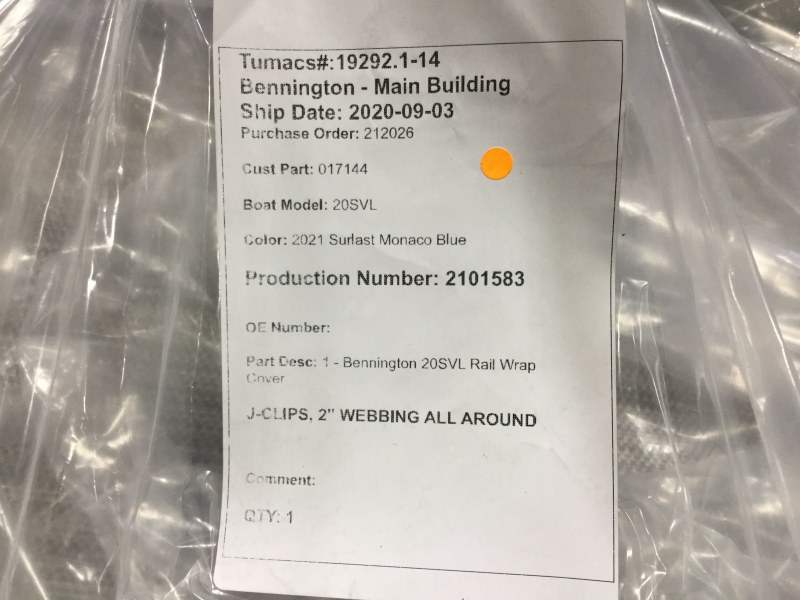 Tumacs#:19292.1-14
Bennington - Main Building
Ship Date: 2020-09-03
Purchase Order: 212026
Cust Part: 017144
Boat Model: 20SVL
Color: 2021 Surlast Monaco Blue
Production Number: 2101583
OE Number:
Part Desc: 1 - Bennington 20SVL Rail Wrap
Cover
J-CLIPS, 2" WEBBING ALL AROUND
Comment:
QTY: 1